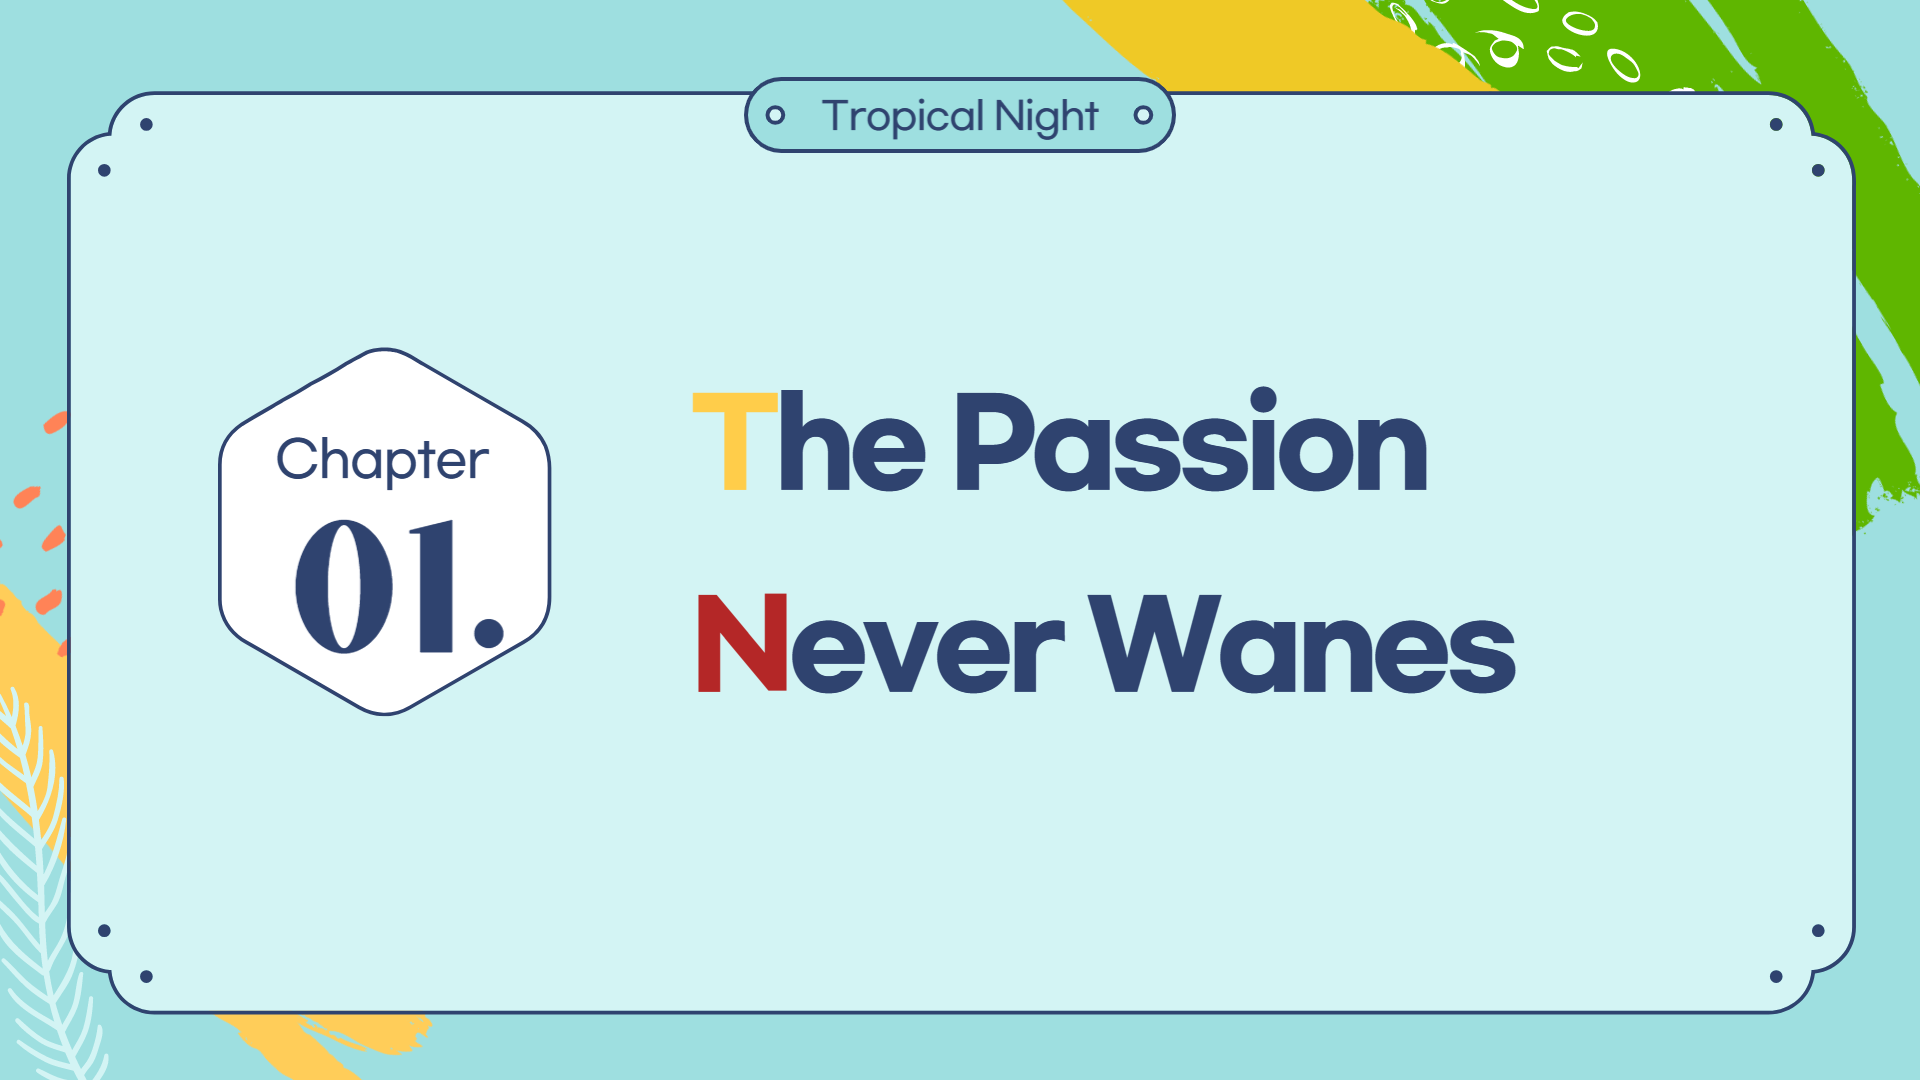 Tropical Night
Chapter
01.
The Passion
Never Wanes